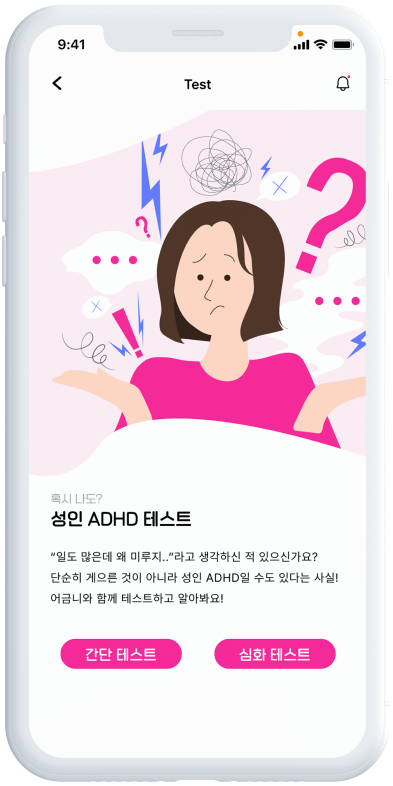 9:41
Test
?
?
!
혹시 나도?
성인 ADHD 테스트
“일도 많은데 왜 미루지..”라고 생각하신 적 있으신가요?
단순히 게으른 것이 아니라 성인 ADHD일 수도 있다는 사실!
어금니와 함께 테스트하고 알아봐요!
간단 테스트
심화 테스트